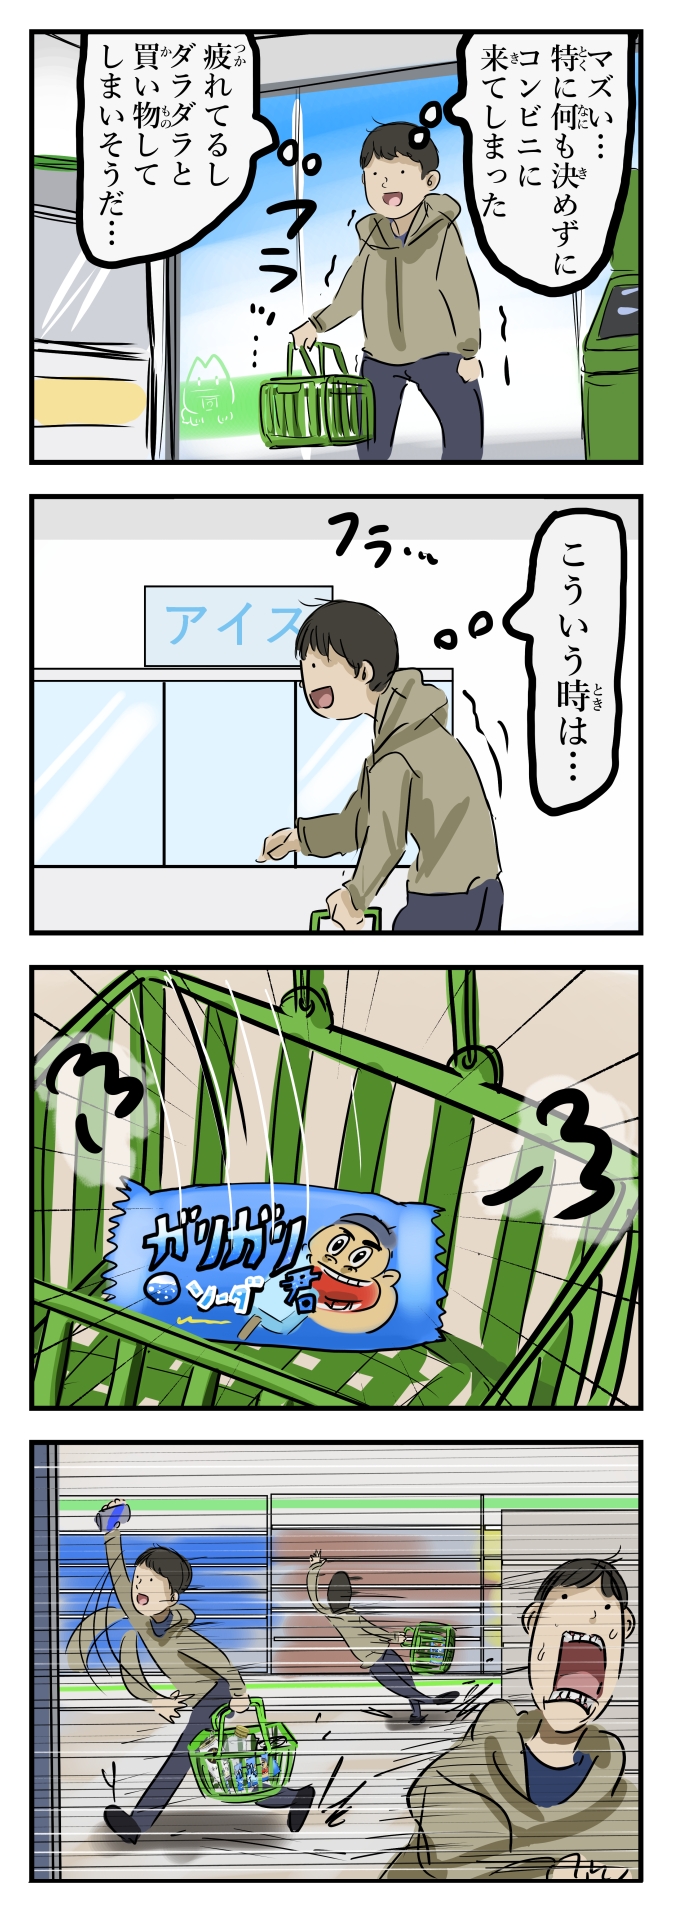 マズい…
特に何も決めずに
コンビニに
来てしまった
疲れてるし
ダラダラと
買い物して
しまいそうだ…
フラ…
こういう時は…
フラ…
アイス
ガリガリ
君
ソーダ